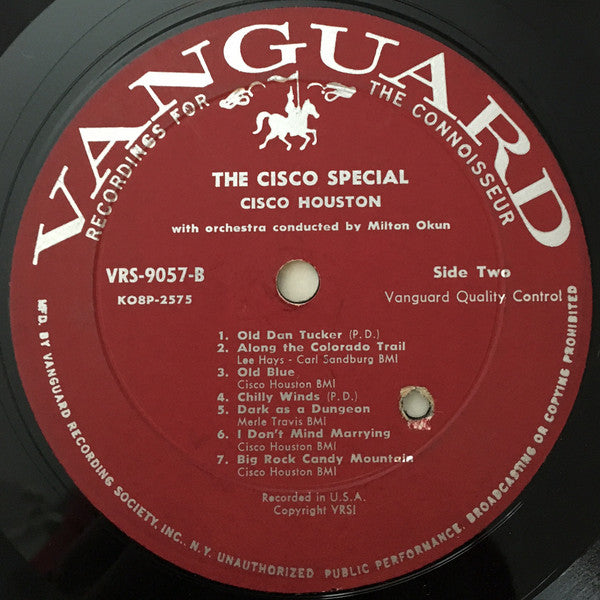 VANGUARD
RECORDINGS FOR THE CONNOISSEUR
THE CISCO SPECIAL
CISCO HOUSTON
with orchestra conducted by Milton Okun
VRS-9057-B
KO8P-2575
Side Two
Vanguard Quality Control
1. Old Dan Tucker (P.D.)
2. Along the Colorado Trail
Lee Hays - Carl Sandburg BMI
3. Old Blue
Cisco Houston BMI
4. Chilly Winds (P.D.)
5. Dark as a Dungeon
Merle Travis BMI
6. I Don't Mind Marrying
Cisco Houston BMI
7. Big Rock Candy Mountain
Cisco Houston BMI
Recorded in U.S.A.
Copyright VRSI
MFD. BY VANGUARD RECORDING SOCIETY, INC., N.Y. UNAUTHORIZED PUBLIC PERFORMANCE, BROADCASTING OR COPYING PROHIBITED